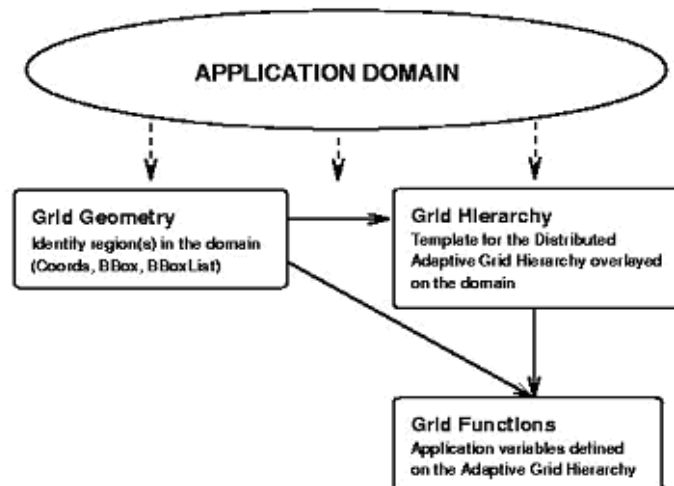 APPLICATION DOMAIN
Grid Geometry
Identify region(s) in the domain
(Coords, BBox, BBoxList)
Grid Hierarchy
Template for the Distributed
Adaptive Grid Hierarchy overlayed
on the domain
Grid Functions
Application variables defined
on the Adaptive Grid Hierarchy